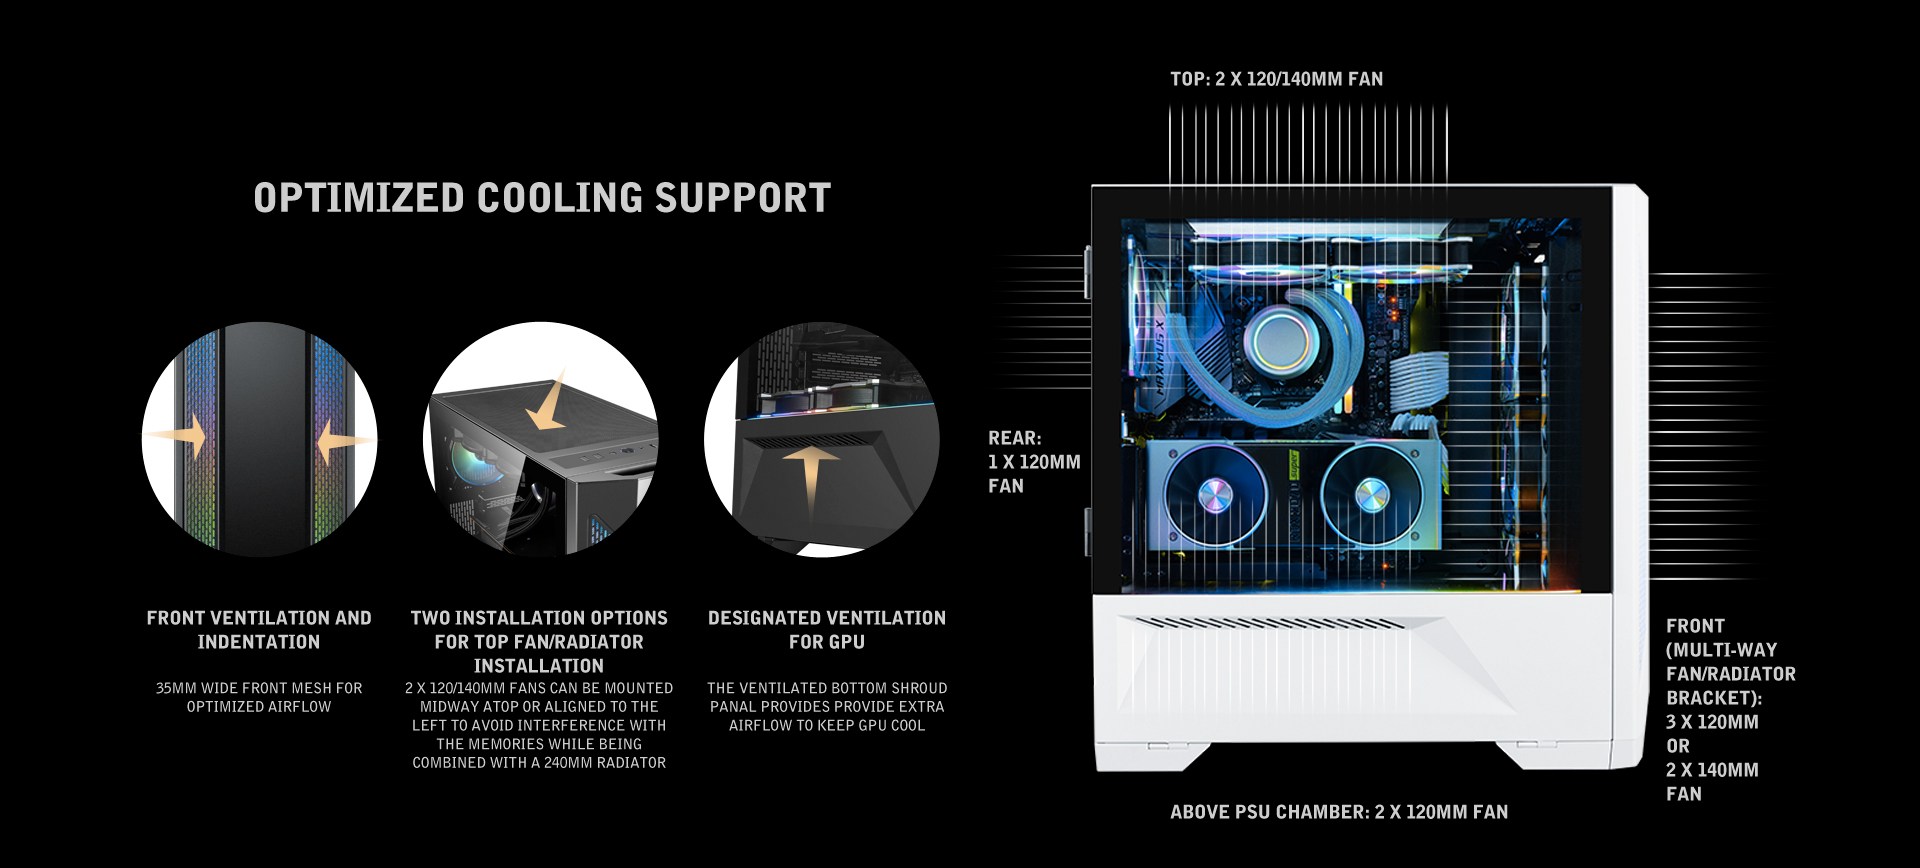 OPTIMIZED COOLING SUPPORT
FRONT VENTILATION AND
INDENTATION
35MM WIDE FRONT MESH FOR
OPTIMIZED AIRFLOW
TWO INSTALLATION OPTIONS
FOR TOP FAN/RADIATOR
INSTALLATION
2 X 120/140MM FANS CAN BE MOUNTED
MIDWAY ATOP OR ALIGNED TO THE
LEFT TO AVOID INTERFERENCE WITH
THE MEMORIES WHILE BEING
COMBINED WITH A 240MM RADIATOR
DESIGNATED VENTILATION
FOR GPU
THE VENTILATED BOTTOM SHROUD
PANAL PROVIDES PROVIDE EXTRA
AIRFLOW TO KEEP GPU COOL
TOP: 2 X 120/140MM FAN
REAR:
1 X 120MM
FAN
MAXIMUS X
SUPER
FRONT
(MULTI-WAY
FAN/RADIATOR
BRACKET):
3 X 120MM
OR
2 X 140MM
FAN
ABOVE PSU CHAMBER: 2 X 120MM FAN